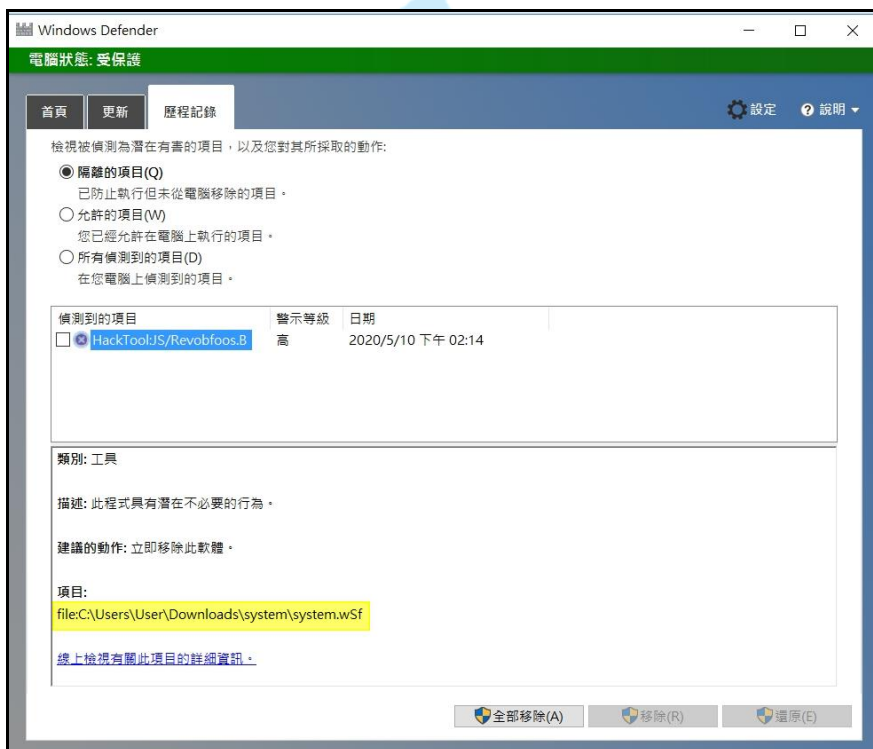 Windows Defender
電腦狀態: 受保護
首頁 更新 歷程記錄 設定 說明
檢視被偵測為潛在有害的項目，以及您對其所採取的動作:
隔離的項目(Q)
已防止執行但未從電腦移除的項目。
允許的項目(W)
您已經允許在電腦上執行的項目。
所有偵測到的項目(D)
在您電腦上偵測到的項目。
偵測到的項目 警示等級 日期
HackTool:JS/Revobfoos.B 高 2020/5/10 下午 02:14
類別: 工具
描述: 此程式具有潛在不必要的行為。
建議的動作: 立即移除此軟體。
項目:
file:C:\Users\User\Downloads\system\system.wSf
線上檢視有關此項目的詳細資訊。
全部移除(A) 移除(R) 還原(E)